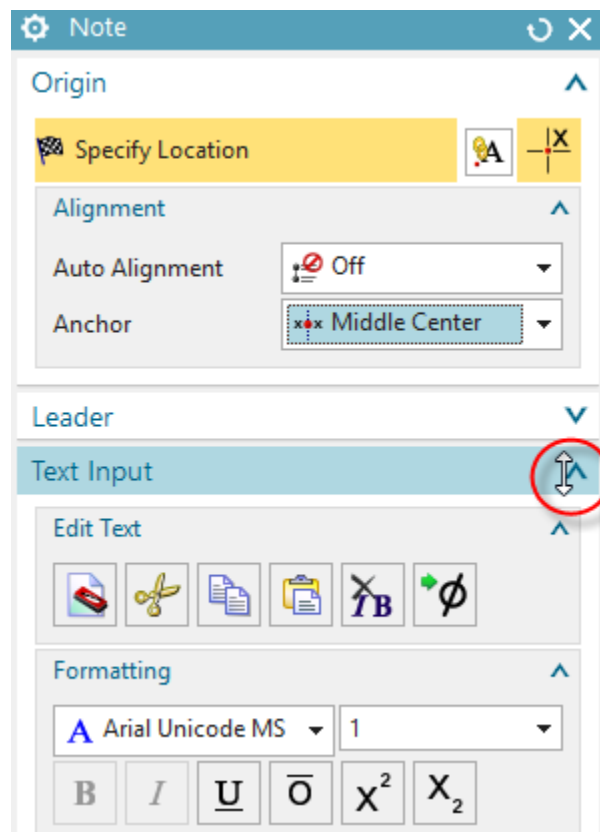 Note
Origin
Specify Location
Alignment
Auto Alignment Off
Anchor Middle Center
Leader
Text Input
Edit Text
Formatting
A Arial Unicode MS 1
B I U O X² X₂